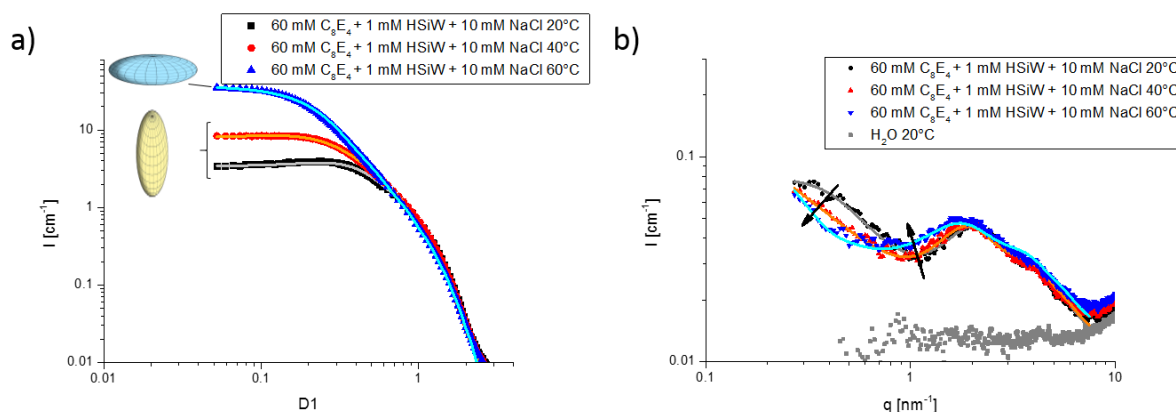 a)
60 mM C₈E₄ + 1 mM HSiW + 10 mM NaCl 20°C
60 mM C₈E₄ + 1 mM HSiW + 10 mM NaCl 40°C
60 mM C₈E₄ + 1 mM HSiW + 10 mM NaCl 60°C
I [cm⁻¹]
10
1
0.1
0.01
0.01
0.1
1
D1
b)
60 mM C₈E₄ + 1 mM HSiW + 10 mM NaCl 20°C
60 mM C₈E₄ + 1 mM HSiW + 10 mM NaCl 40°C
60 mM C₈E₄ + 1 mM HSiW + 10 mM NaCl 60°C
H₂O 20°C
I [cm⁻¹]
0.1
0.01
0.1
1
10
q [nm⁻¹]